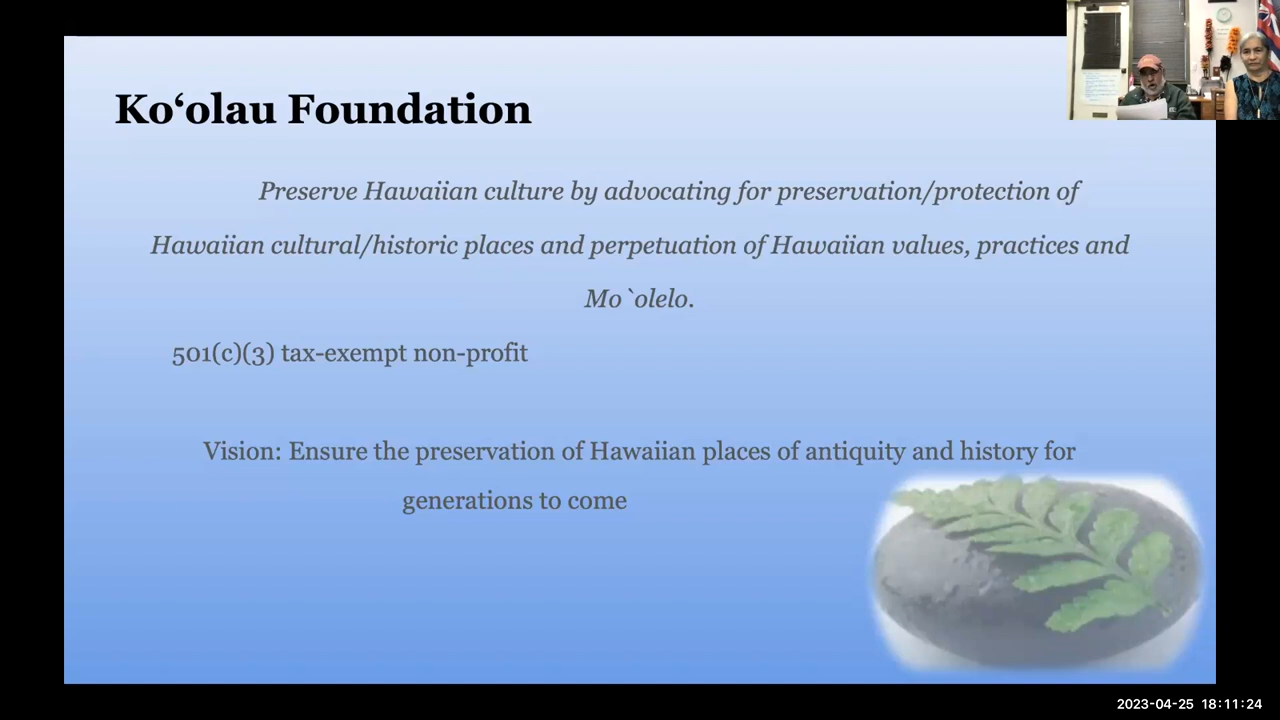 Ko‘olau Foundation
Preserve Hawaiian culture by advocating for preservation/protection of
Hawaiian cultural/historic places and perpetuation of Hawaiian values, practices and
Mo `olelo.
501(c)(3) tax-exempt non-profit
Vision: Ensure the preservation of Hawaiian places of antiquity and history for
generations to come
2023-04-25 18:11:24